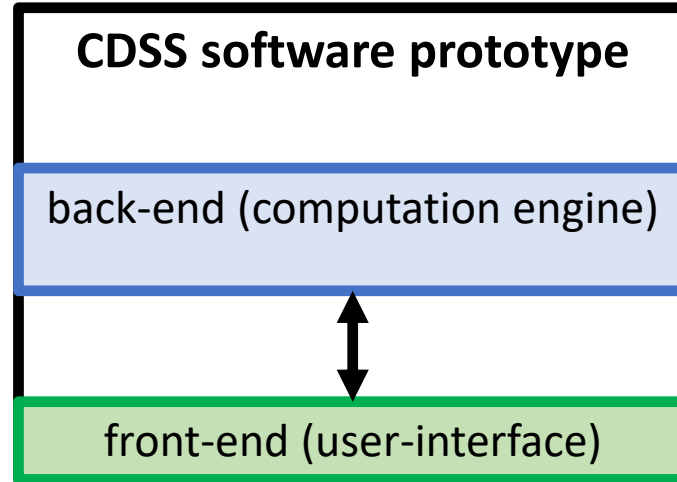 CDSS software prototype
back-end (computation engine)
front-end (user-interface)